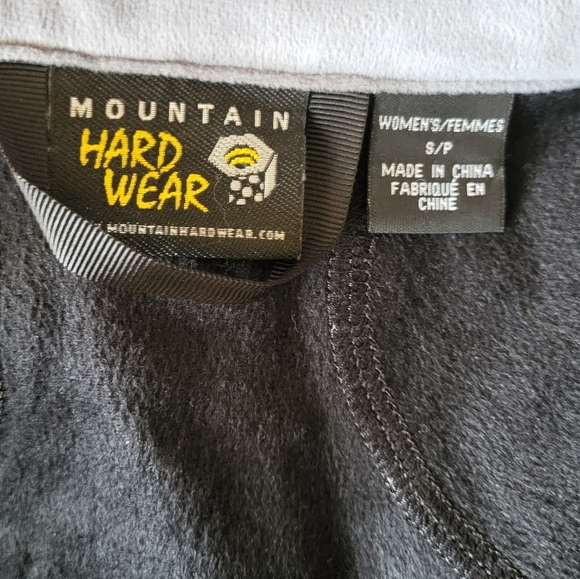 MOUNTAIN
HARD
WEAR
MOUNTAINHARDWEAR.COM
WOMEN'S/FEMMES
S/P
MADE IN CHINA
FABRIQUÉ EN
CHINE